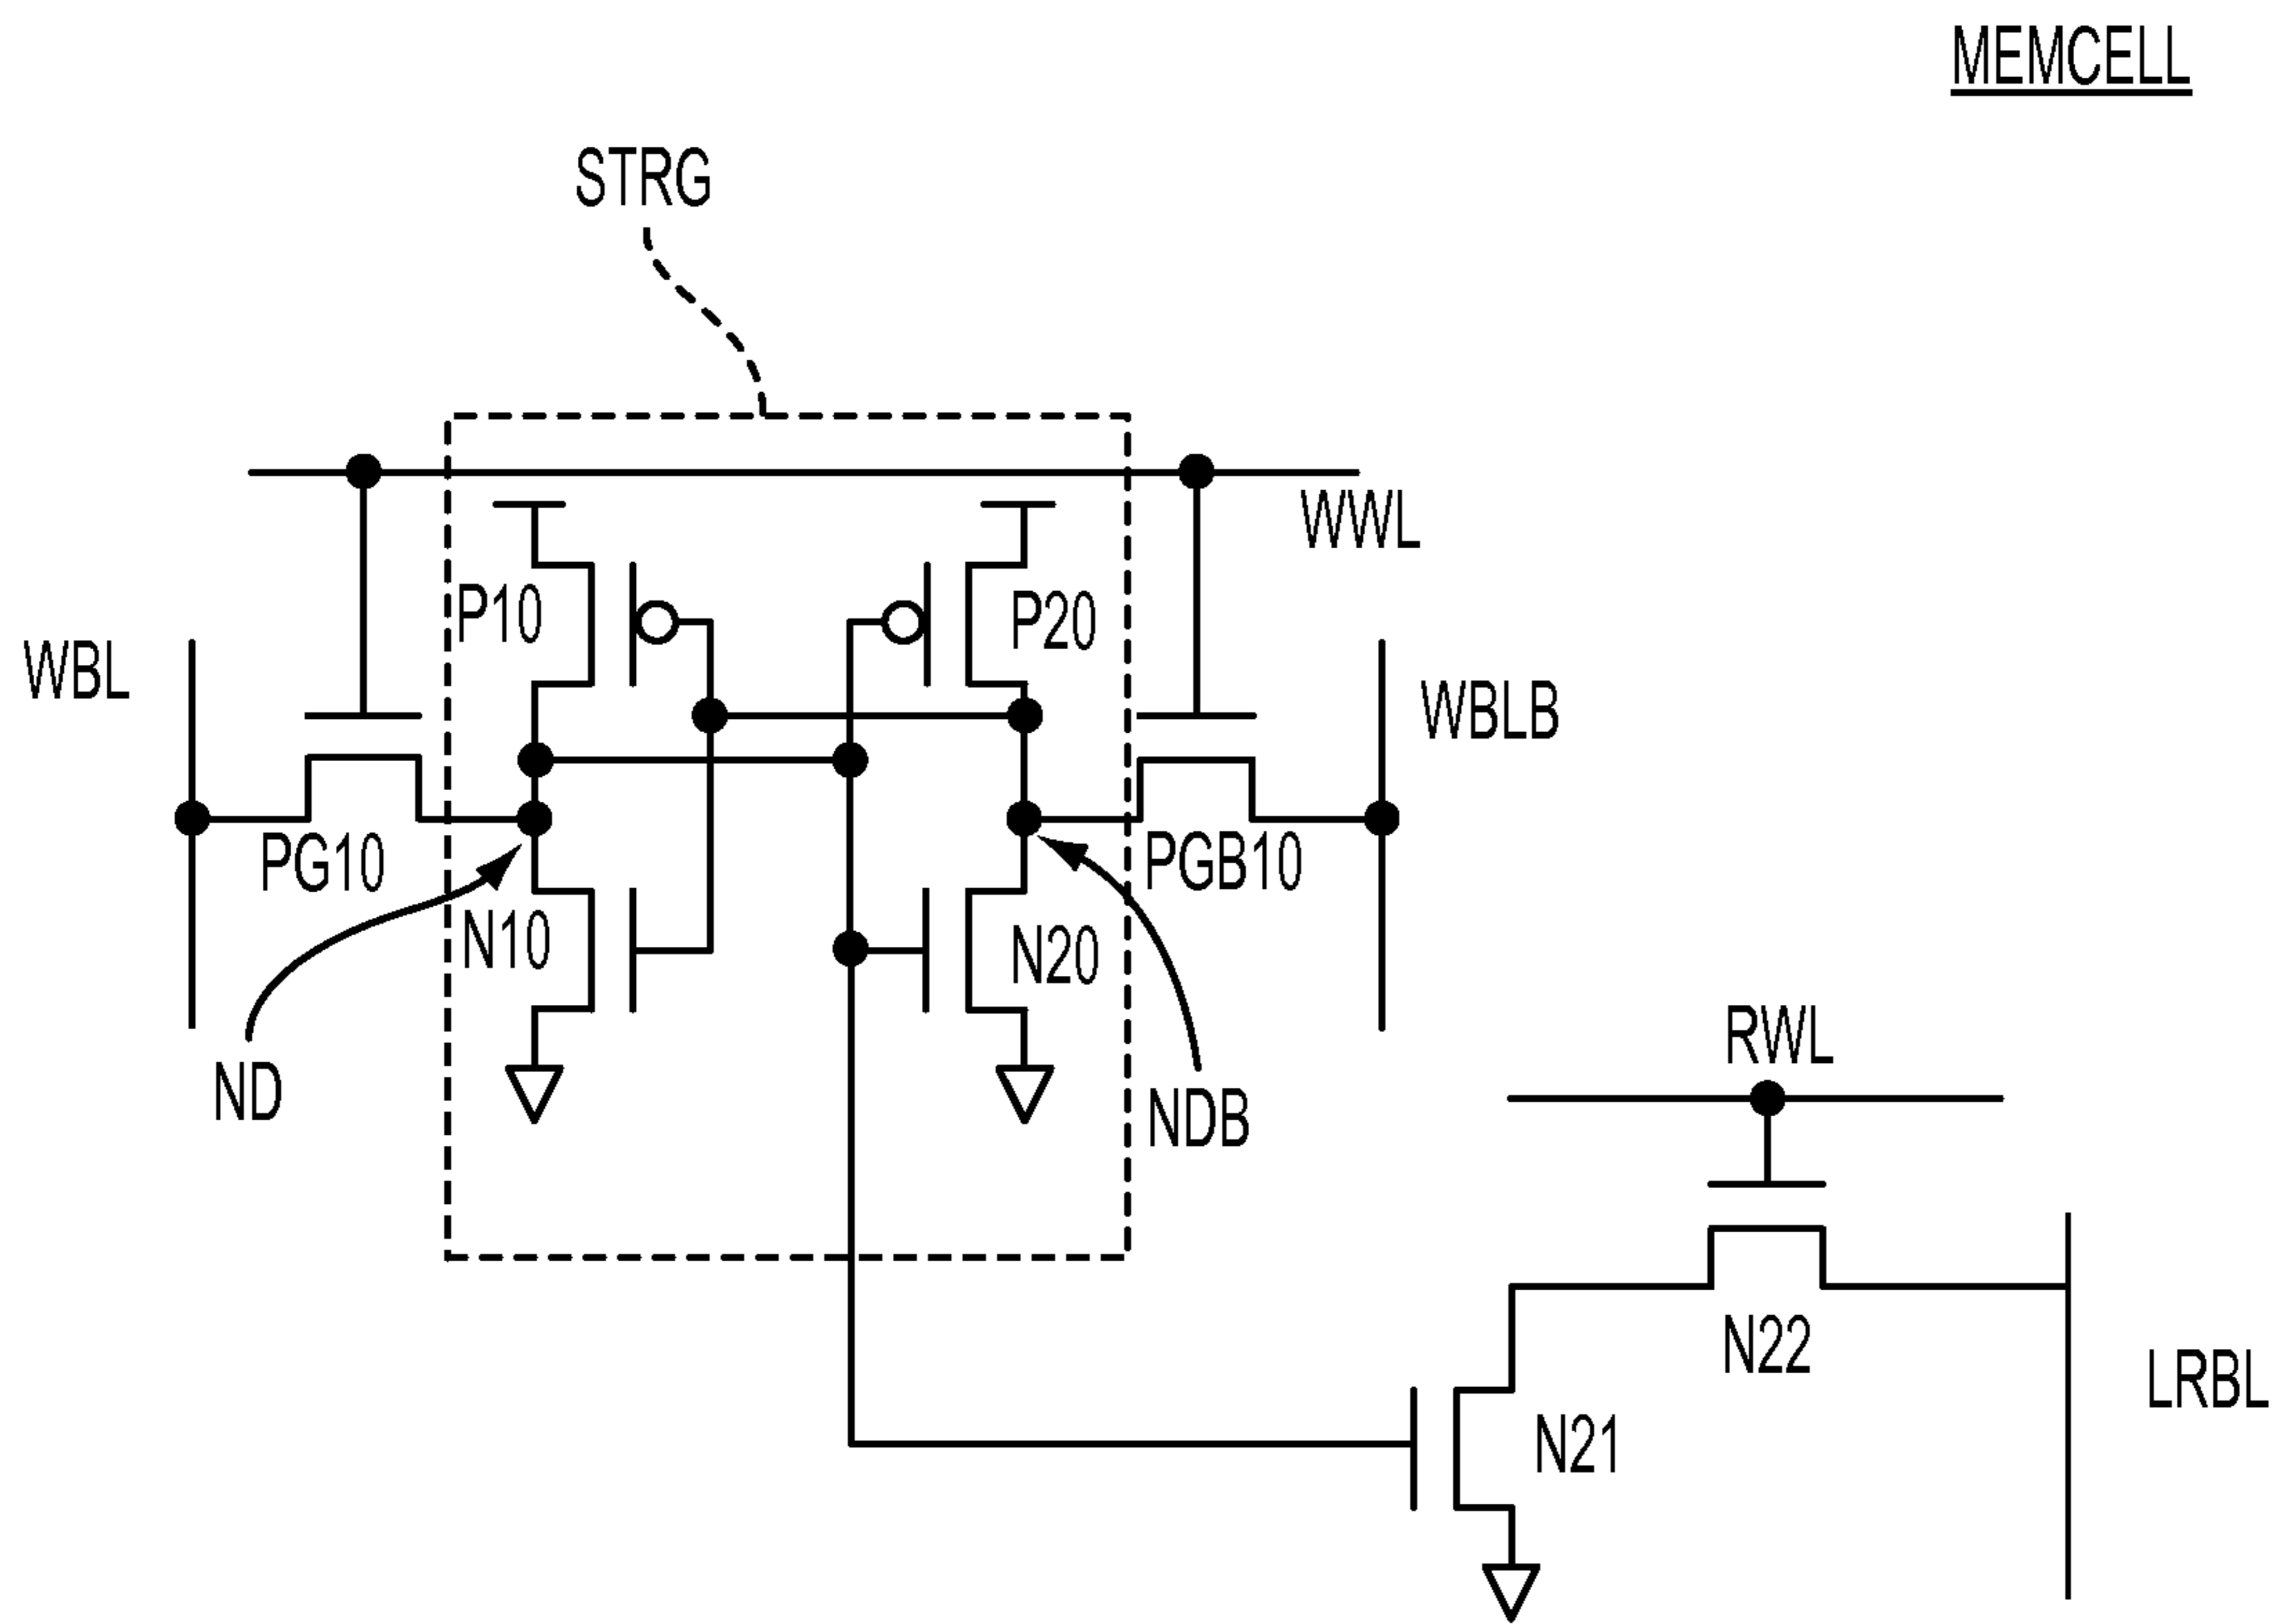 MEMCELL
STRG
WWL
P10
P20
WBL
WBLB
PG10
PGB10
N10
N20
ND
NDB
RWL
N22
LRBL
N21